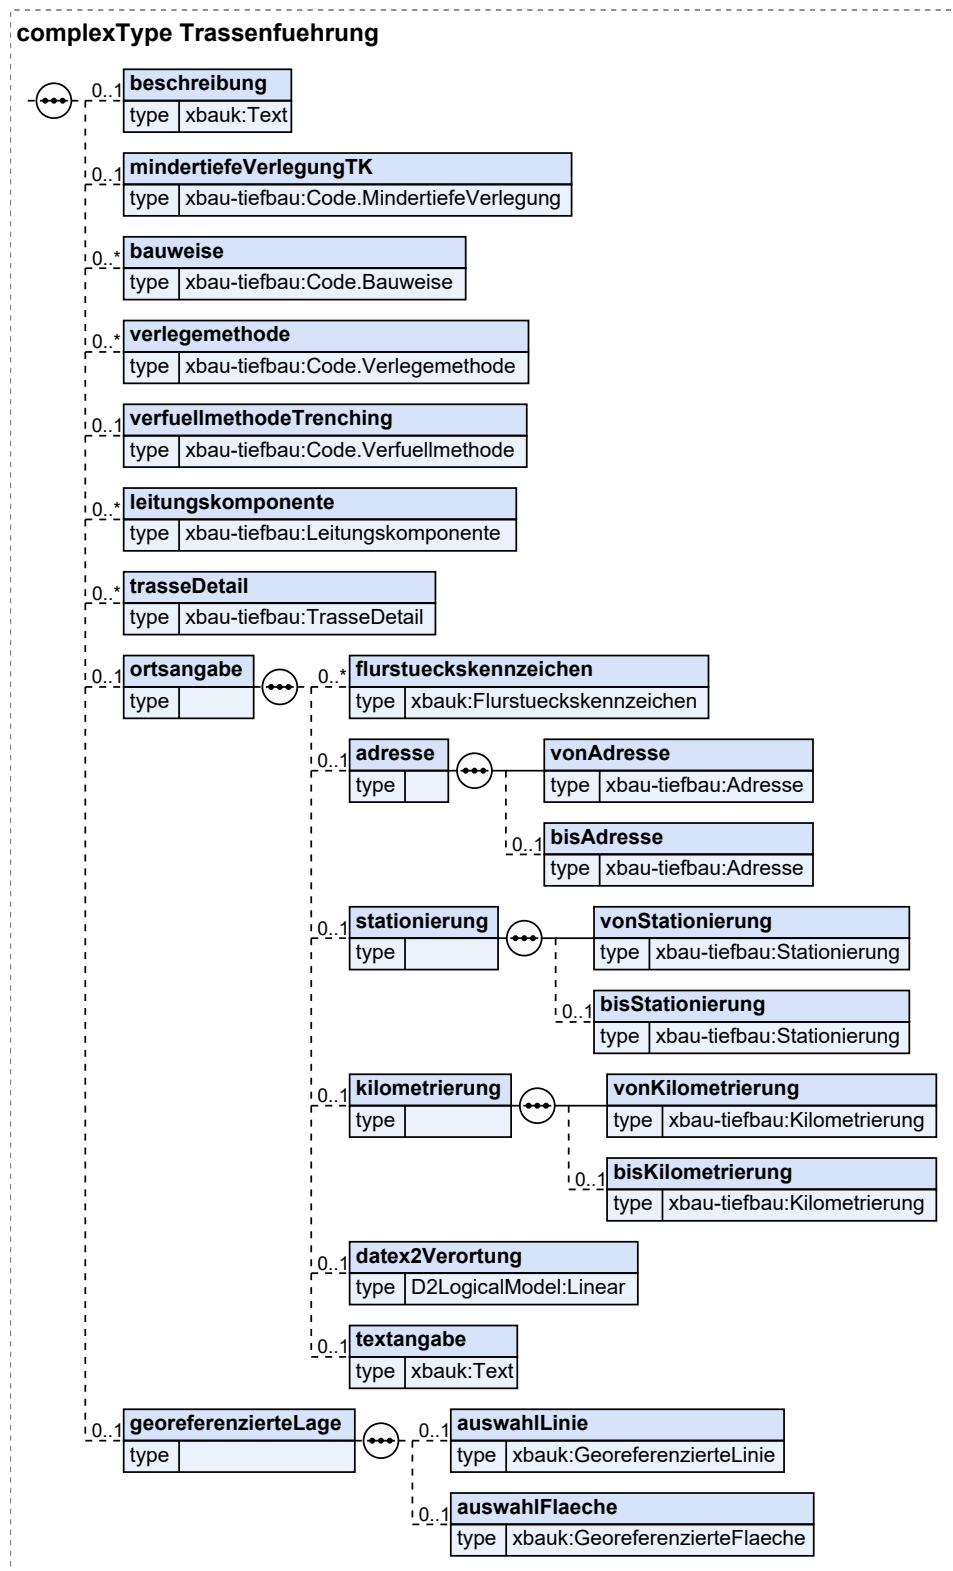 complexType Trassenfuehrung
0..1 beschreibung
type xbauk:Text
0..1 mindertiefeVerlegungTK
type xbau-tiefbau:Code.MindertiefeVerlegung
0..* bauweise
type xbau-tiefbau:Code.Bauweise
0..* verlegemethode
type xbau-tiefbau:Code.Verlegemethode
0..1 verfuellmethodeTrenching
type xbau-tiefbau:Code.Verfuellmethode
0..* leitungskomponente
type xbau-tiefbau:Leitungskomponente
0..* trasseDetail
type xbau-tiefbau:TrasseDetail
0..1 ortsangabe
type
0..* flurstueckskennzeichen
type xbauk:Flurstueckskennzeichen
0..1 adresse
type
vonAdresse
type xbau-tiefbau:Adresse
0..1 bisAdresse
type xbau-tiefbau:Adresse
0..1 stationierung
type
vonStationierung
type xbau-tiefbau:Stationierung
0..1 bisStationierung
type xbau-tiefbau:Stationierung
0..1 kilometrierung
type
vonKilometrierung
type xbau-tiefbau:Kilometrierung
0..1 bisKilometrierung
type xbau-tiefbau:Kilometrierung
0..1 datex2Verortung
type D2LogicalModel:Linear
0..1 textangabe
type xbauk:Text
0..1 georeferenzierteLage
type
0..1 auswahlLinie
type xbauk:GeoreferenzierteLinie
0..1 auswahlFlaeche
type xbauk:GeoreferenzierteFlaeche